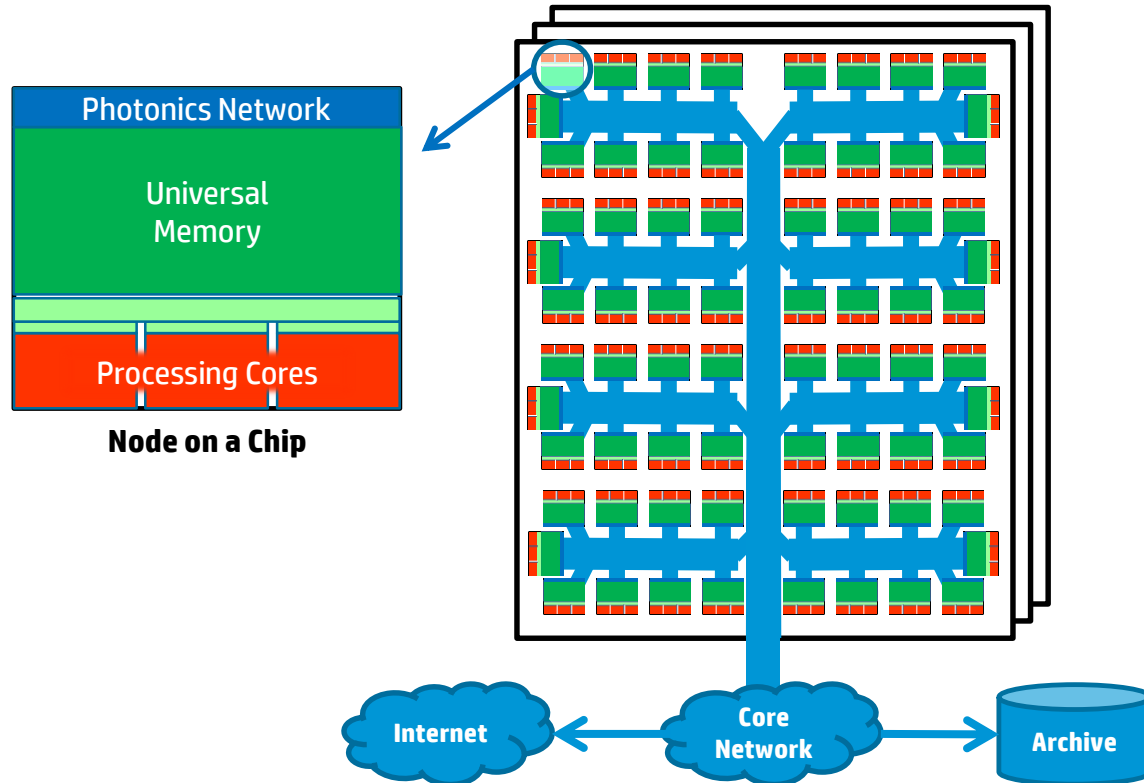 Photonics Network
Universal
Memory
Processing Cores
Node on a Chip
Internet
Core
Network
Archive